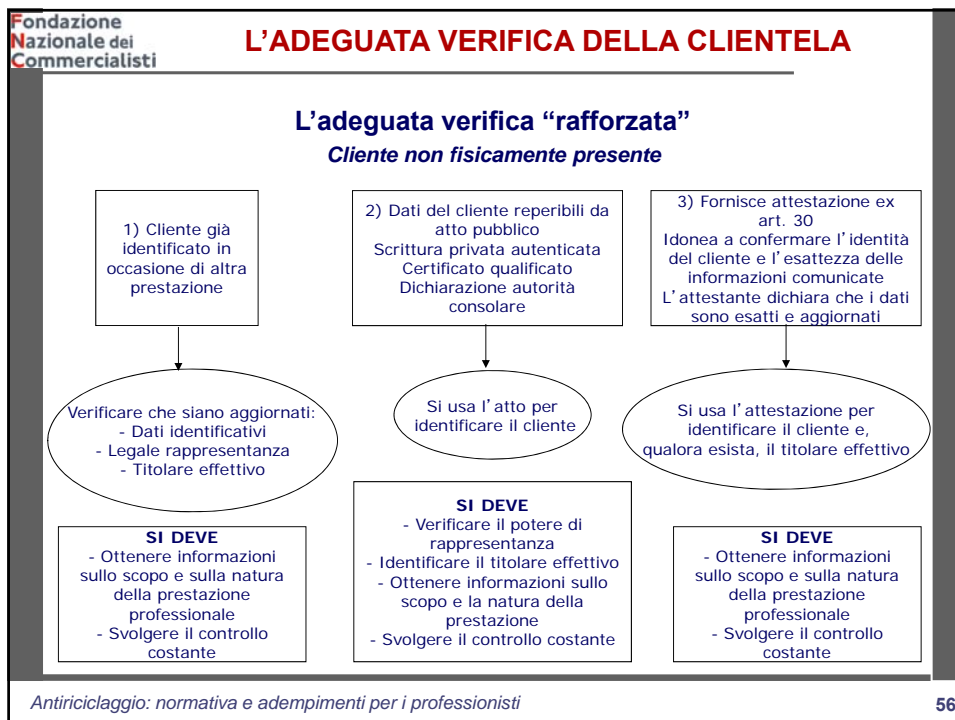 Fondazione
Nazionale dei
Commercialisti
L'ADEGUATA VERIFICA DELLA CLIENTELA
L'adeguata verifica “rafforzata”
Cliente non fisicamente presente
1) Cliente già
identificato in
occasione di altra
prestazione
2) Dati del cliente reperibili da
atto pubblico
Scrittura privata autenticata
Certificato qualificato
Dichiarazione autorità
consolare
3) Fornisce attestazione ex
art. 30
Idonea a confermare l'identità
del cliente e l'esattezza delle
informazioni comunicate
L'attestante dichiara che i dati
sono esatti e aggiornati
Verificare che siano aggiornati:
- Dati identificativi
- Legale rappresentanza
- Titolare effettivo
Si usa l'atto per
identificare il cliente
Si usa l'attestazione per
identificare il cliente e,
qualora esista, il titolare effettivo
SI DEVE
- Ottenere informazioni
sullo scopo e sulla natura
della prestazione
professionale
- Svolgere il controllo
costante
SI DEVE
- Verificare il potere di
rappresentanza
- Identificare il titolare effettivo
- Ottenere informazioni sullo
scopo e la natura della
prestazione
- Svolgere il controllo costante
SI DEVE
- Ottenere informazioni
sullo scopo e sulla natura
della prestazione
professionale
- Svolgere il controllo
costante
Antiriciclaggio: normativa e adempimenti per i professionisti
56